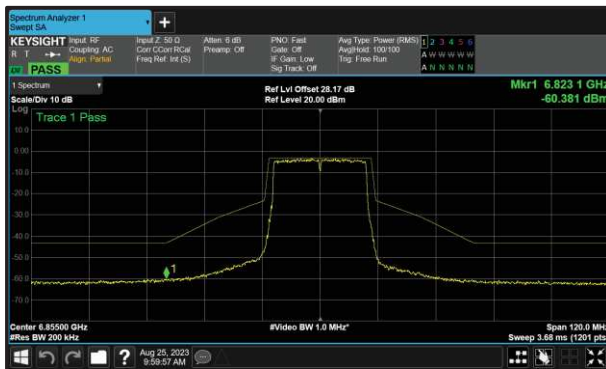 Spectrum Analyzer 1
Swept SA
KEYSIGHT
R T
PASS
Input: RF
Coupling: AC
Align: Partial
Input Z: 50 Ω
Corr CCorr RCal
Freq Ref: Int (S)
Atten: 6 dB
Preamp: Off
PNO: Fast
Gate: Off
IF Gain: Low
Sig Track: Off
Avg Type: Power (RMS)
Avg|Hold: 100/100
Trig: Free Run
1 2 3 4 5 6
A W W W W W
A N N N N N
1 Spectrum
Scale/Div 10 dB
Log
Ref Lvl Offset 28.17 dB
Ref Level 20.00 dBm
Mkr1 6.823 1 GHz
-60.381 dBm
Trace 1 Pass
10.0
0.00
-10.0
-20.0
-30.0
-40.0
-50.0
-60.0
-70.0
1
Center 6.85500 GHz
#Res BW 200 kHz
#Video BW 1.0 MHz*
Span 120.0 MHz
Sweep 3.68 ms (1201 pts)
?
Aug 25, 2023
9:59:57 AM